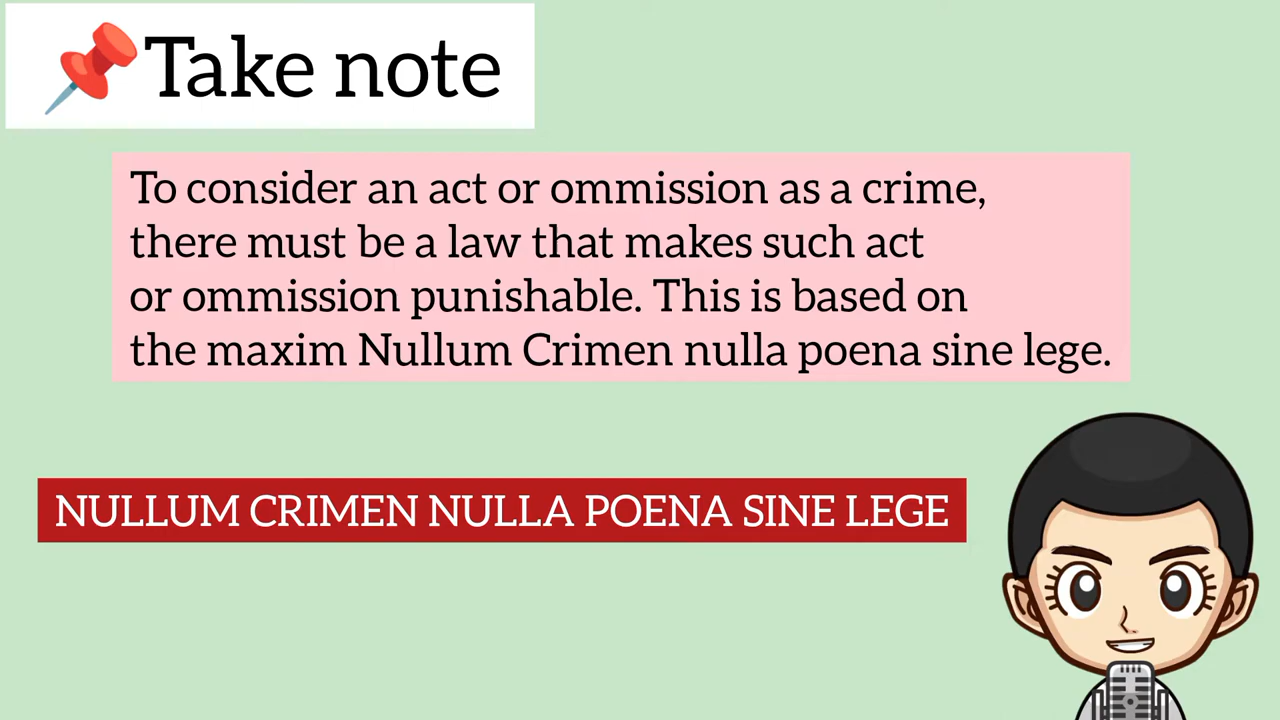 Take note
To consider an act or ommission as a crime,
there must be a law that makes such act
or ommission punishable. This is based on
the maxim Nullum Crimen nulla poena sine lege.
NULLUM CRIMEN NULLA POENA SINE LEGE